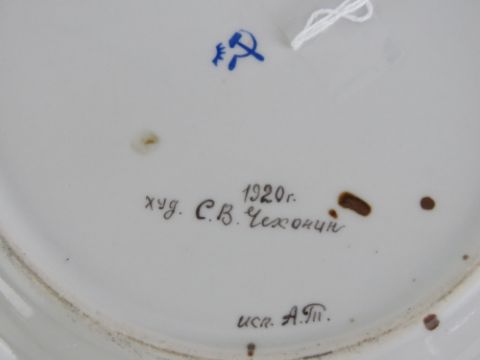 1920г.
худ. С.В. Чехонин
исп. А.Т.